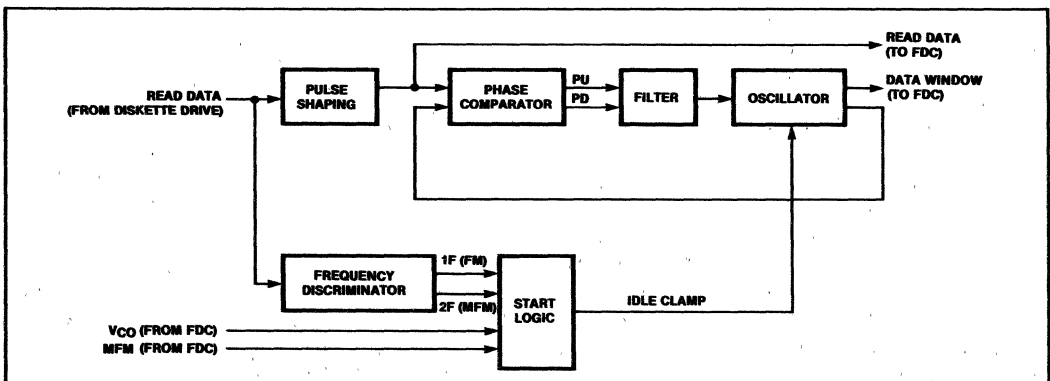 READ DATA
(TO FDC)
PULSE
SHAPING
PHASE
COMPARATOR
PU
PD
FILTER
OSCILLATOR
DATA WINDOW
(TO FDC)
READ DATA
(FROM DISKETTE DRIVE)
FREQUENCY
DISCRIMINATOR
1F (FM)
2F (MFM)
START
LOGIC
IDLE CLAMP
VCO (FROM FDC)
MFM (FROM FDC)